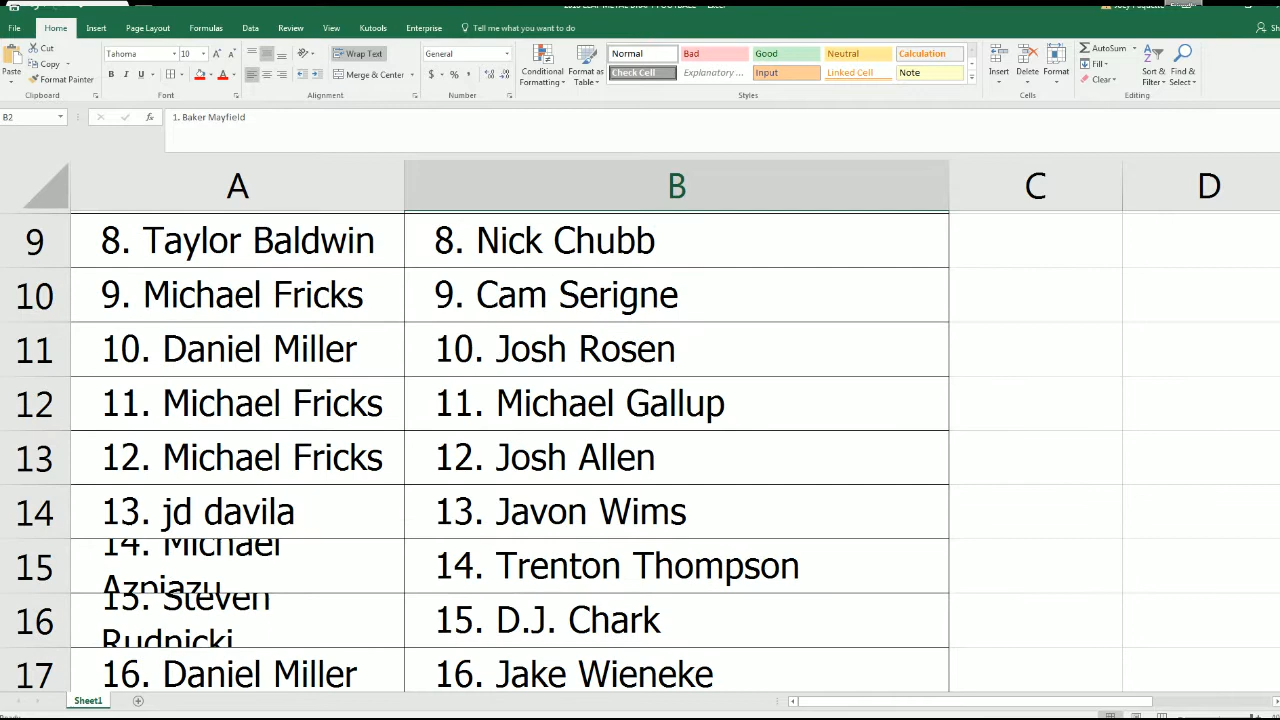 File Home Insert Page Layout Formulas Data Review View Kutools Enterprise Tell me what you want to do
Cut
Copy
Format Painter
Paste
Clipboard
Tahoma 10
B I U
Font
Wrap Text
Merge & Center
Alignment
General
$ % ,
Number
Conditional Formatting
Format as Table
Normal Bad Good Neutral Calculation
Check Cell Explanatory ... Input Linked Cell Note
Styles
Insert Delete Format
Cells
AutoSum
Fill
Clear
Sort & Filter
Find & Select
Editing
B2 fx 1. Baker Mayfield
A B C D
9 8. Taylor Baldwin 8. Nick Chubb
10 9. Michael Fricks 9. Cam Serigne
11 10. Daniel Miller 10. Josh Rosen
12 11. Michael Fricks 11. Michael Gallup
13 12. Michael Fricks 12. Josh Allen
14 13. jd davila 13. Javon Wims
15 14. Michael Azpiazu 14. Trenton Thompson
16 15. Steven Rudnicki 15. D.J. Chark
17 16. Daniel Miller 16. Jake Wieneke
Sheet1